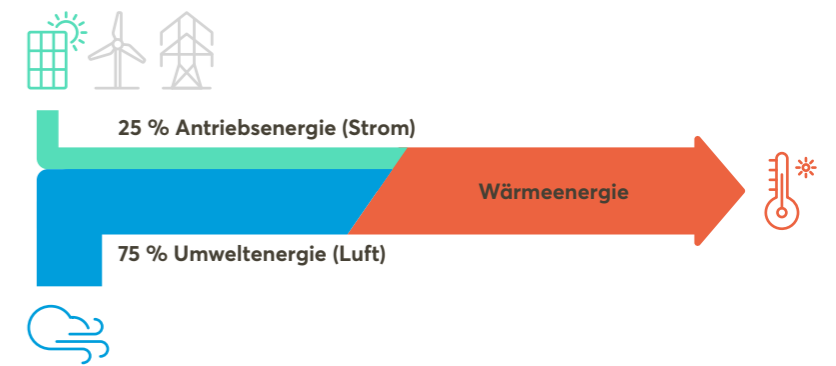 25 % Antriebsenergie (Strom)
Wärmeenergie
75 % Umweltenergie (Luft)